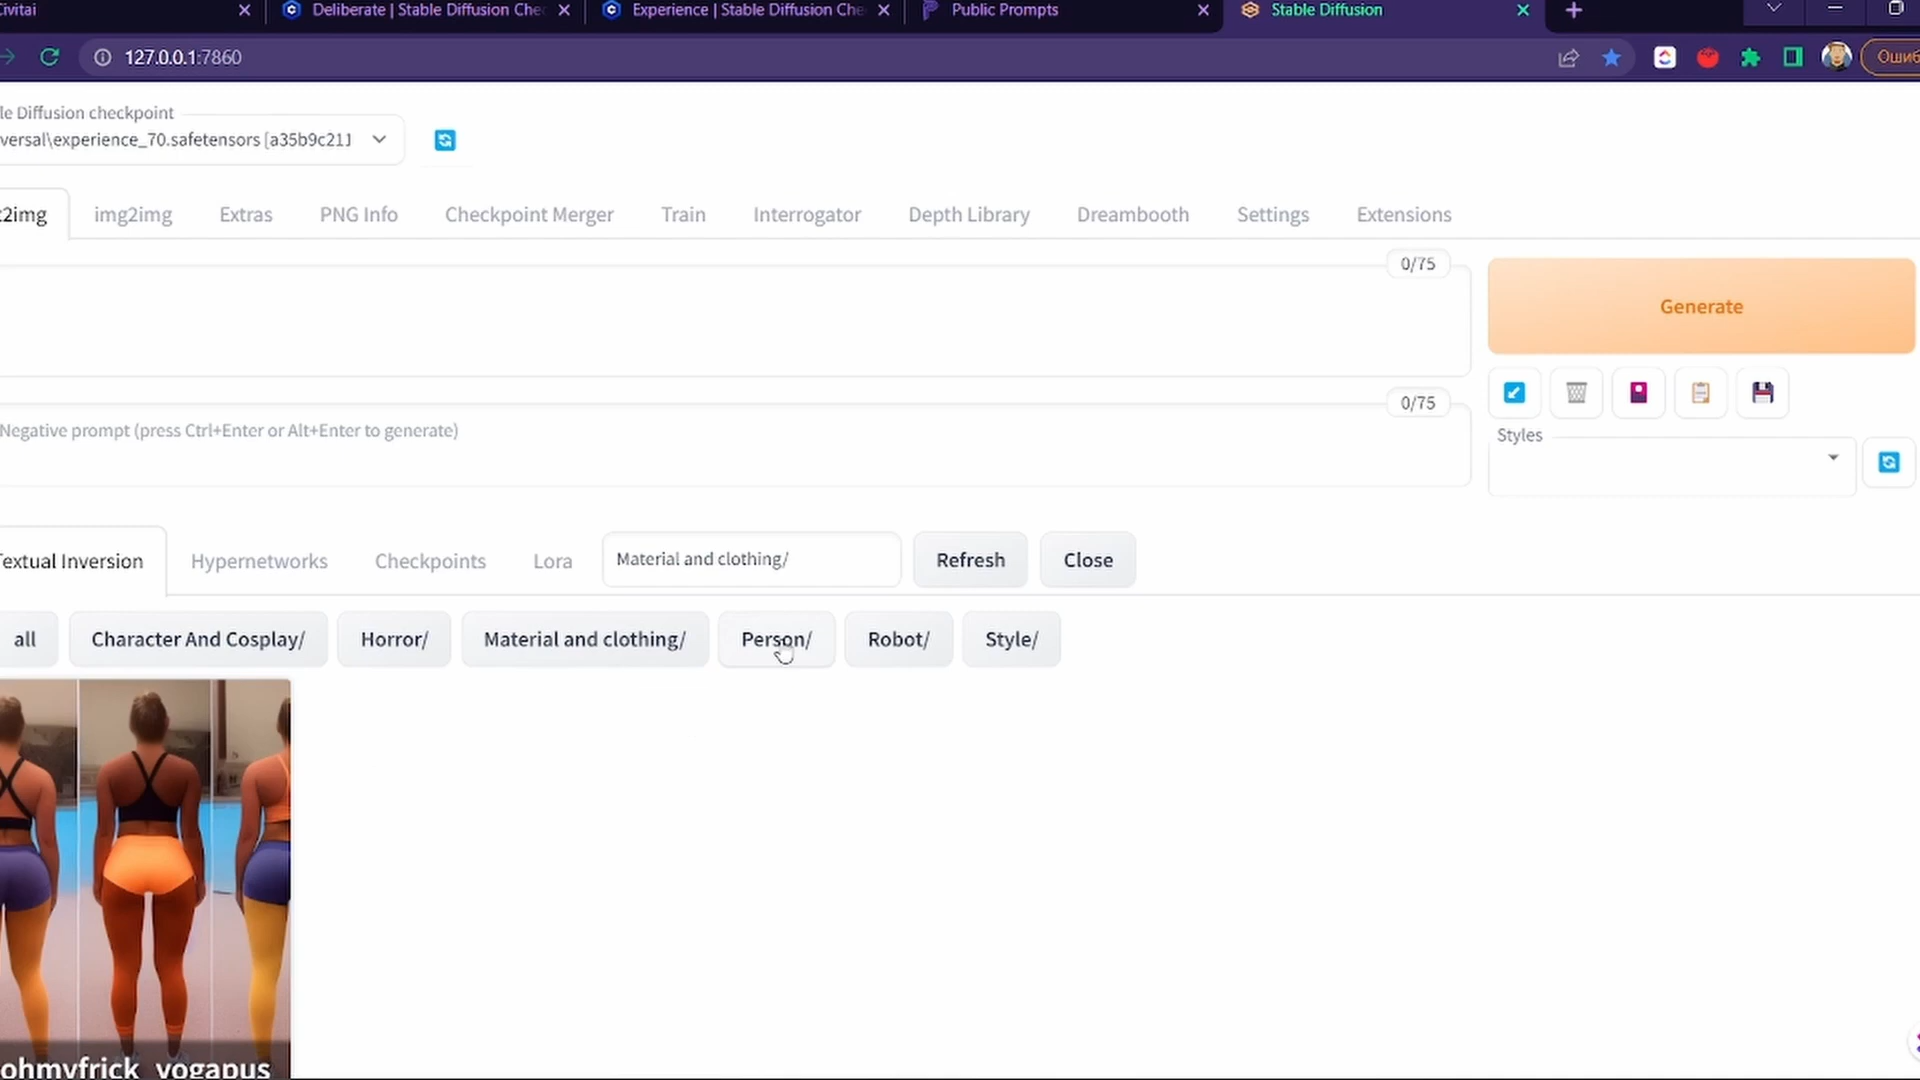 Civitai
Deliberate | Stable Diffusion Che
Experience | Stable Diffusion Che
Public Prompts
Stable Diffusion
127.0.0.1:7860
Ошиб
le Diffusion checkpoint
versal\experience_70.safetensors [a35b9c211
2img
img2img
Extras
PNG Info
Checkpoint Merger
Train
Interrogator
Depth Library
Dreambooth
Settings
Extensions
0/75
Generate
0/75
Negative prompt (press Ctrl+Enter or Alt+Enter to generate)
Styles
Textual Inversion
Hypernetworks
Checkpoints
Lora
Material and clothing/
Refresh
Close
all
Character And Cosplay/
Horror/
Material and clothing/
Person/
Robot/
Style/
ohmyfrick_yogapus